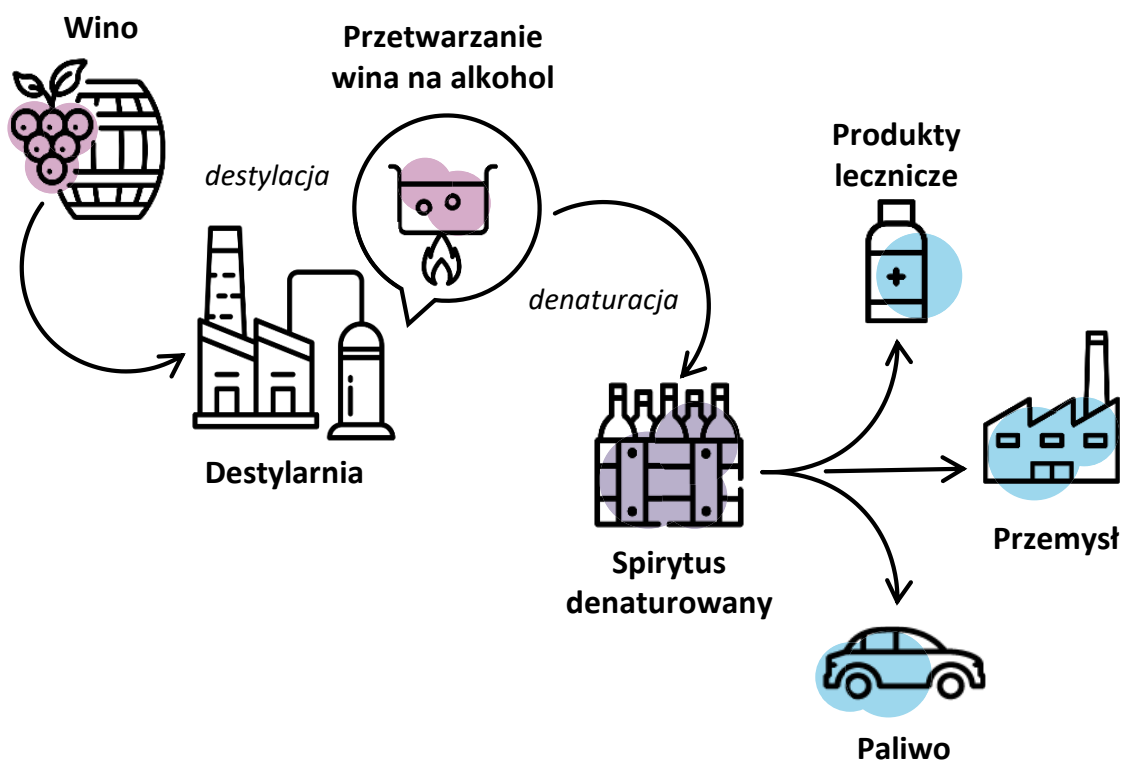 Wino
Przetwarzanie
wina na alkohol
destylacja
Destylarnia
denaturacja
Spirytus
denaturowany
Produkty
lecznicze
Przemysł
Paliwo